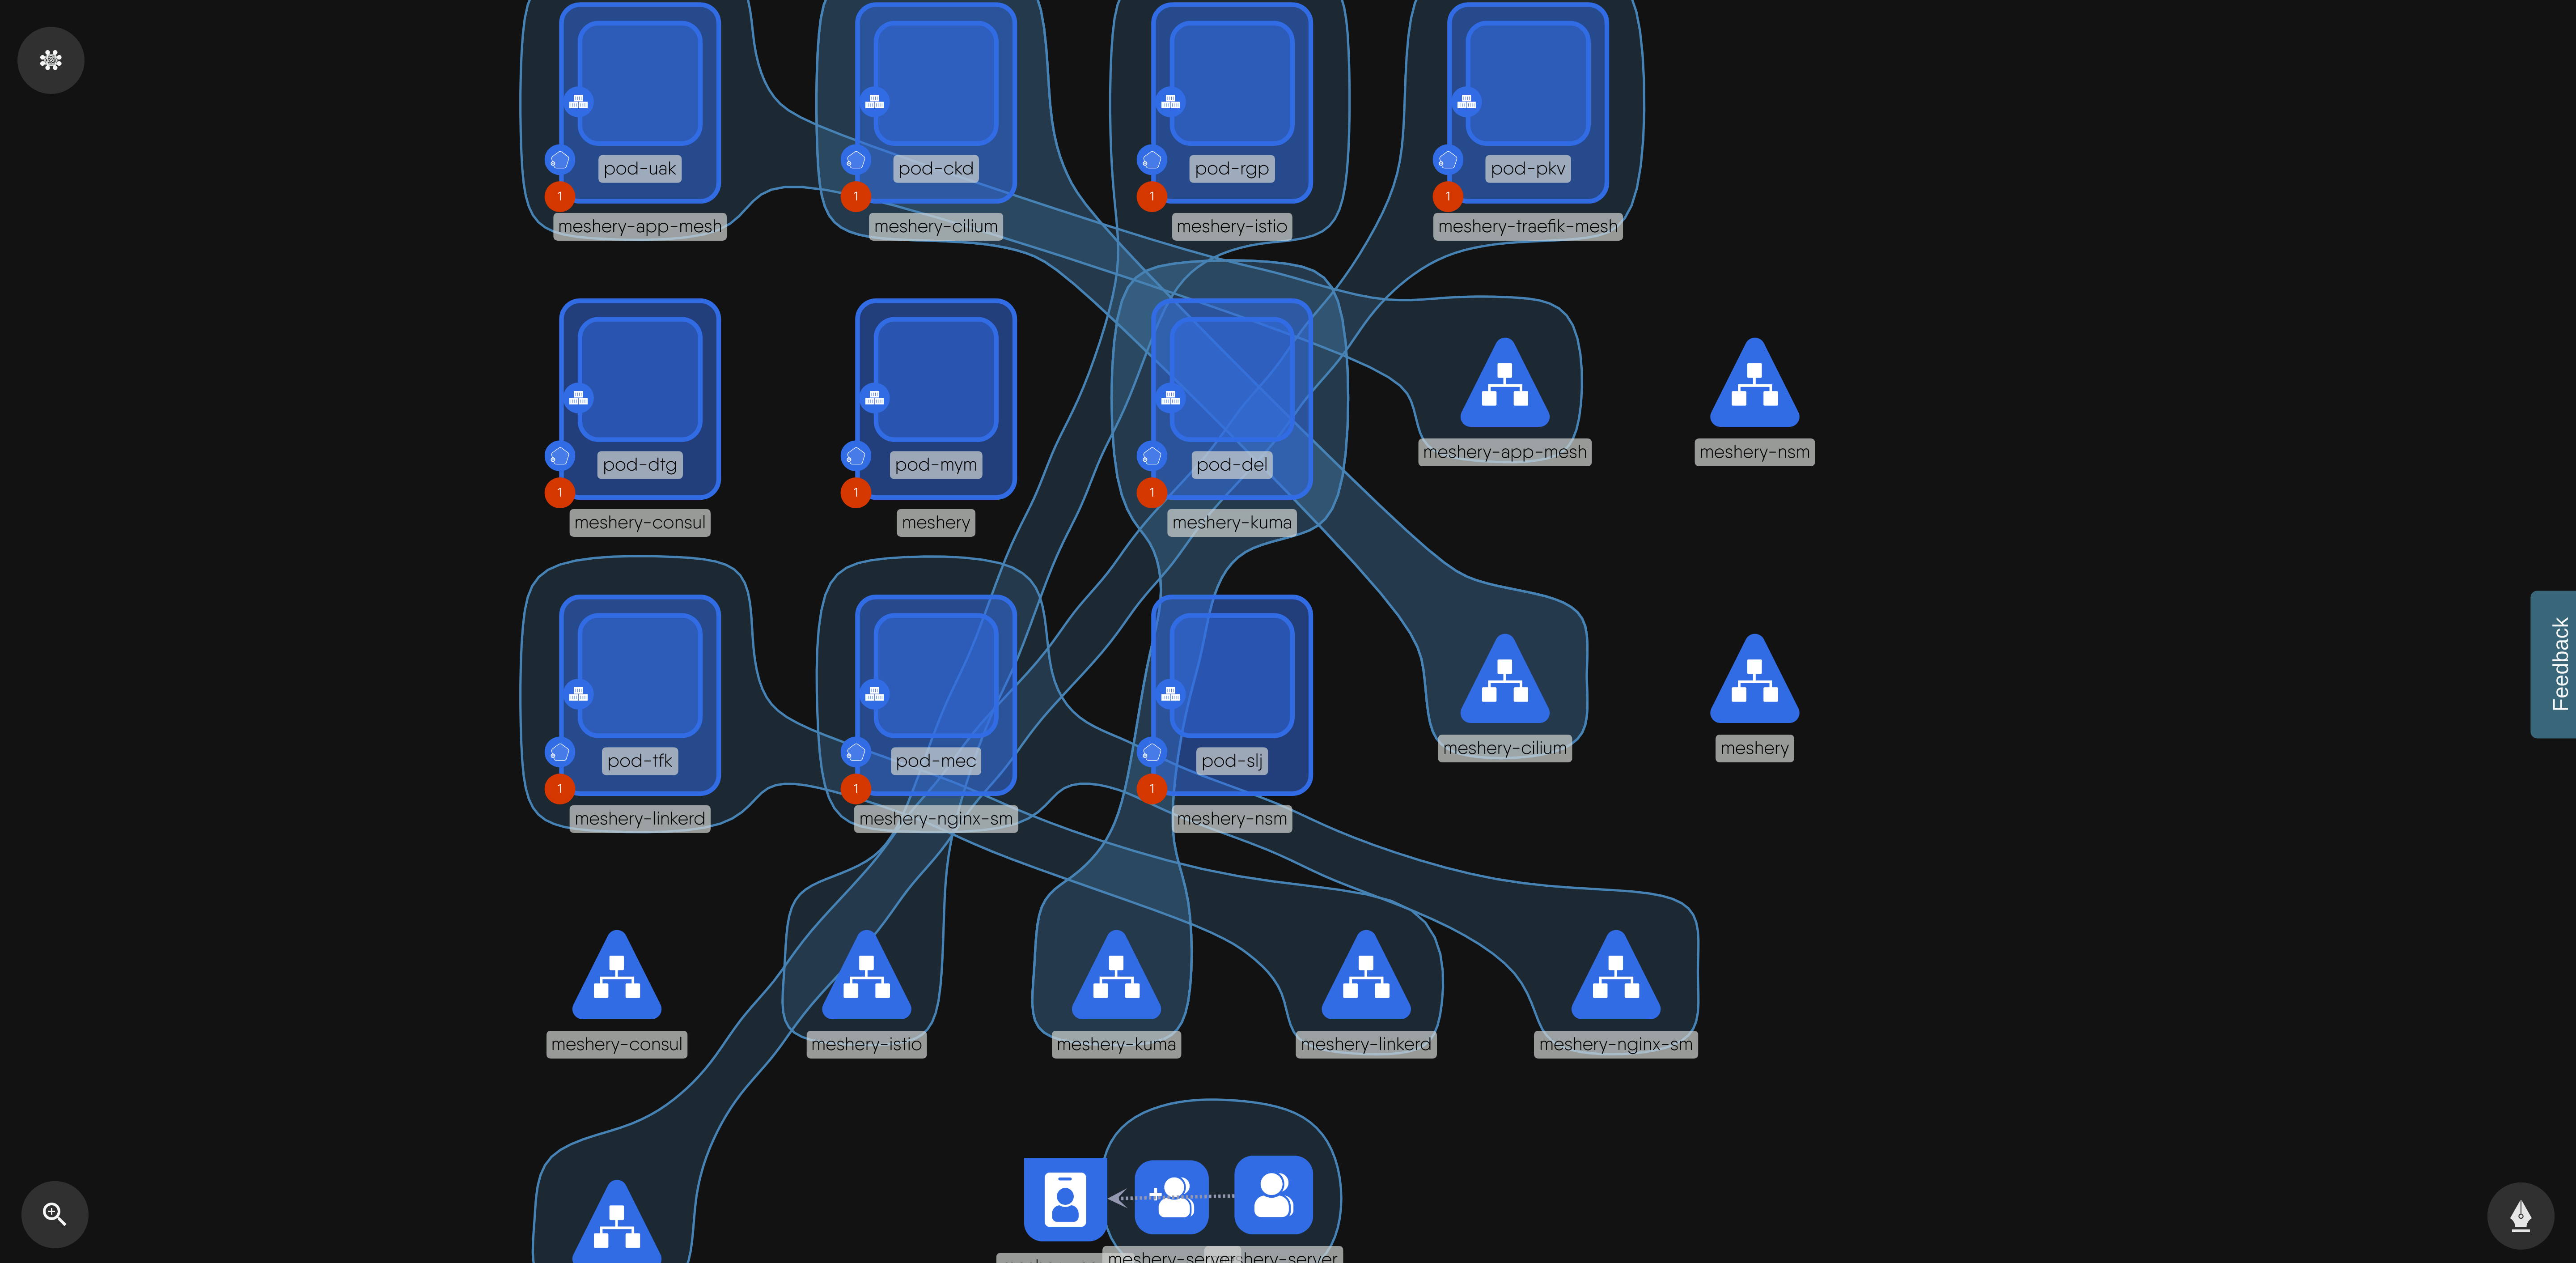 pod-uak
pod-ckd
pod-rgp
pod-pkv
1
1
1
1
meshery-app-mesh
meshery-cilium
meshery-istio
meshery-traefik-mesh
pod-dtg
pod-mym
pod-del
meshery-app-mesh
meshery-nsm
1
1
1
meshery-consul
meshery
meshery-kuma
Feedback
pod-tfk
pod-mec
pod-slj
meshery-cilium
meshery
1
1
1
meshery-linkerd
meshery-nginx-sm
meshery-nsm
meshery-consul
meshery-istio
meshery-kuma
meshery-linkerd
meshery-nginx-sm
meshery-server